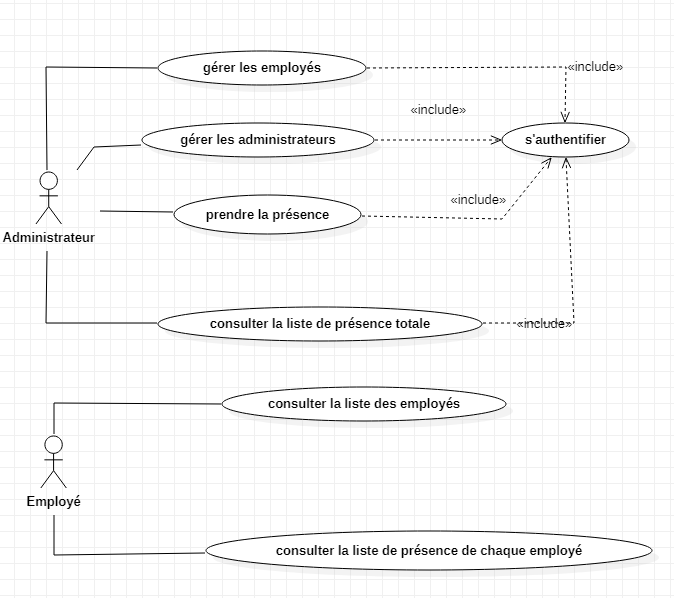 gérer les employés
«include»
«include»
gérer les administrateurs
s'authentifier
«include»
prendre la présence
Administrateur
consulter la liste de présence totale
«include»
consulter la liste des employés
Employé
consulter la liste de présence de chaque employé